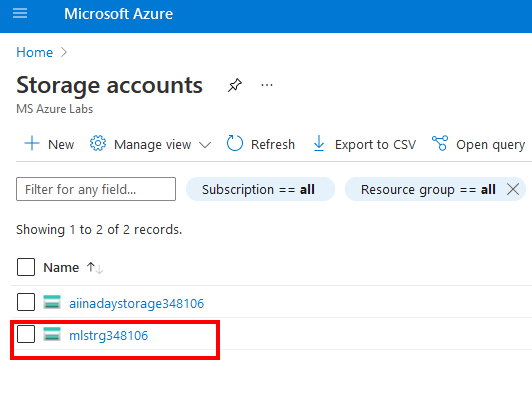 Microsoft Azure
Home
Storage accounts
MS Azure Labs
New Manage view Refresh Export to CSV Open query
Filter for any field... Subscription == all Resource group == all
Showing 1 to 2 of 2 records.
Name
aiinadaystorage348106
mlstrg348106